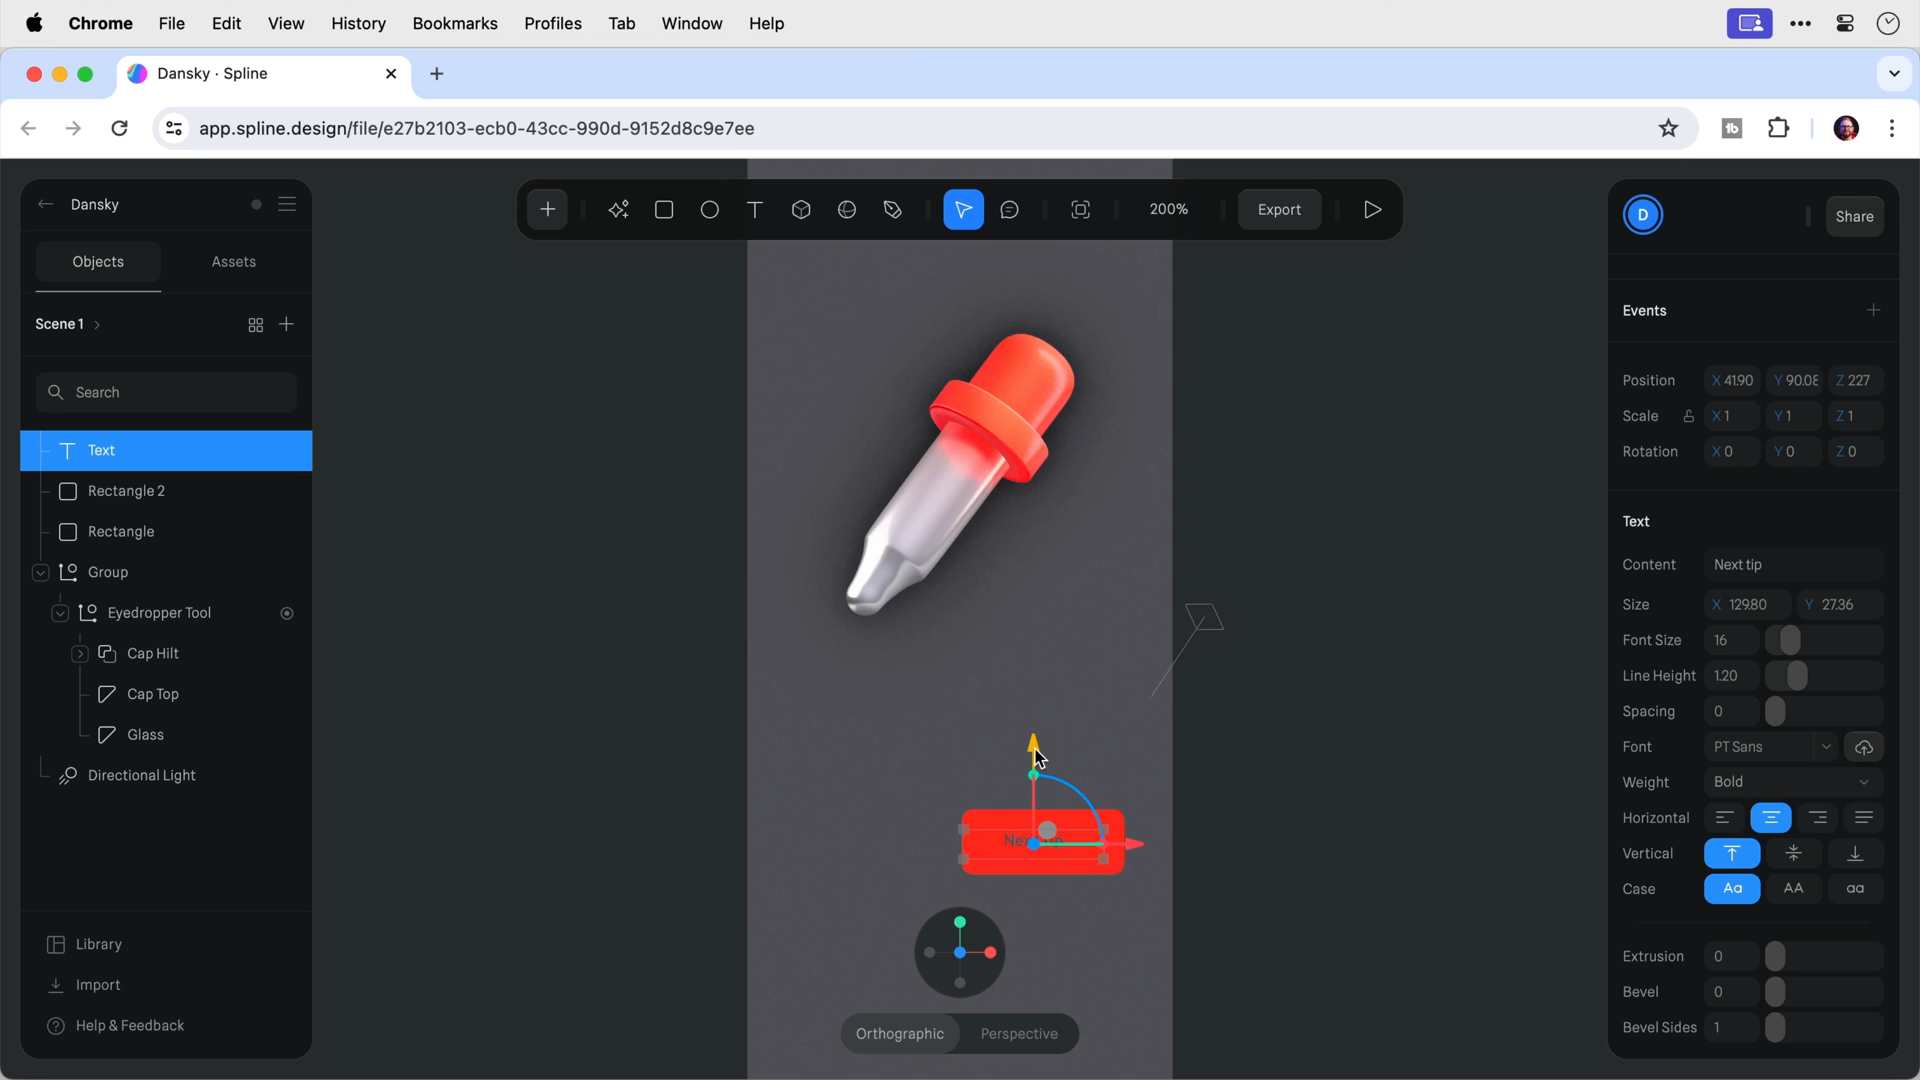 Chrome File Edit View History Bookmarks Profiles Tab Window Help
Dansky · Spline
app.spline.design/file/e27b2103-ecb0-43cc-990d-9152d8c9e7ee
Dansky
Objects Assets
Scene 1
Search
Text
Rectangle 2
Rectangle
Group
Eyedropper Tool
Cap Hilt
Cap Top
Glass
Directional Light
Library
Import
Help & Feedback
200%
Export
Orthographic Perspective
D
Share
Events
Position X 41.90 Y 90.08 Z 227
Scale X 1 Y 1 Z 1
Rotation X 0 Y 0 Z 0
Text
Content Next tip
Size X 129.80 Y 27.36
Font Size 16
Line Height 1.20
Spacing 0
Font PT Sans
Weight Bold
Horizontal
Vertical
Case Aa AA aa
Extrusion 0
Bevel 0
Bevel Sides 1